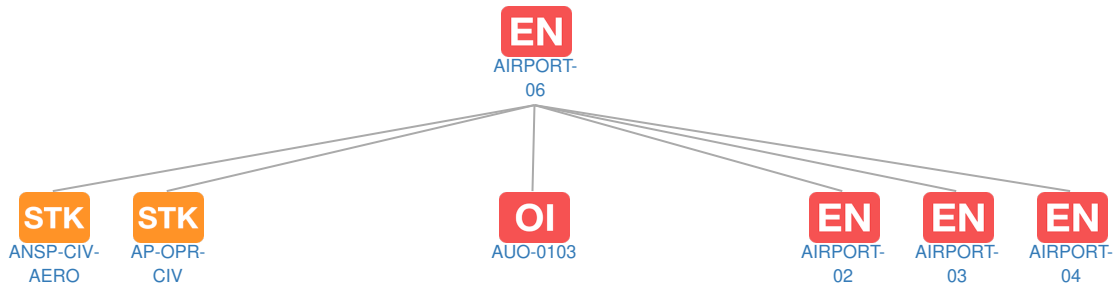 EN
AIRPORT-
06
STK
STK
OI
EN
EN
EN
ANSP-CIV-
AERO
AP-OPR-
CIV
AUO-0103
AIRPORT-
02
AIRPORT-
03
AIRPORT-
04